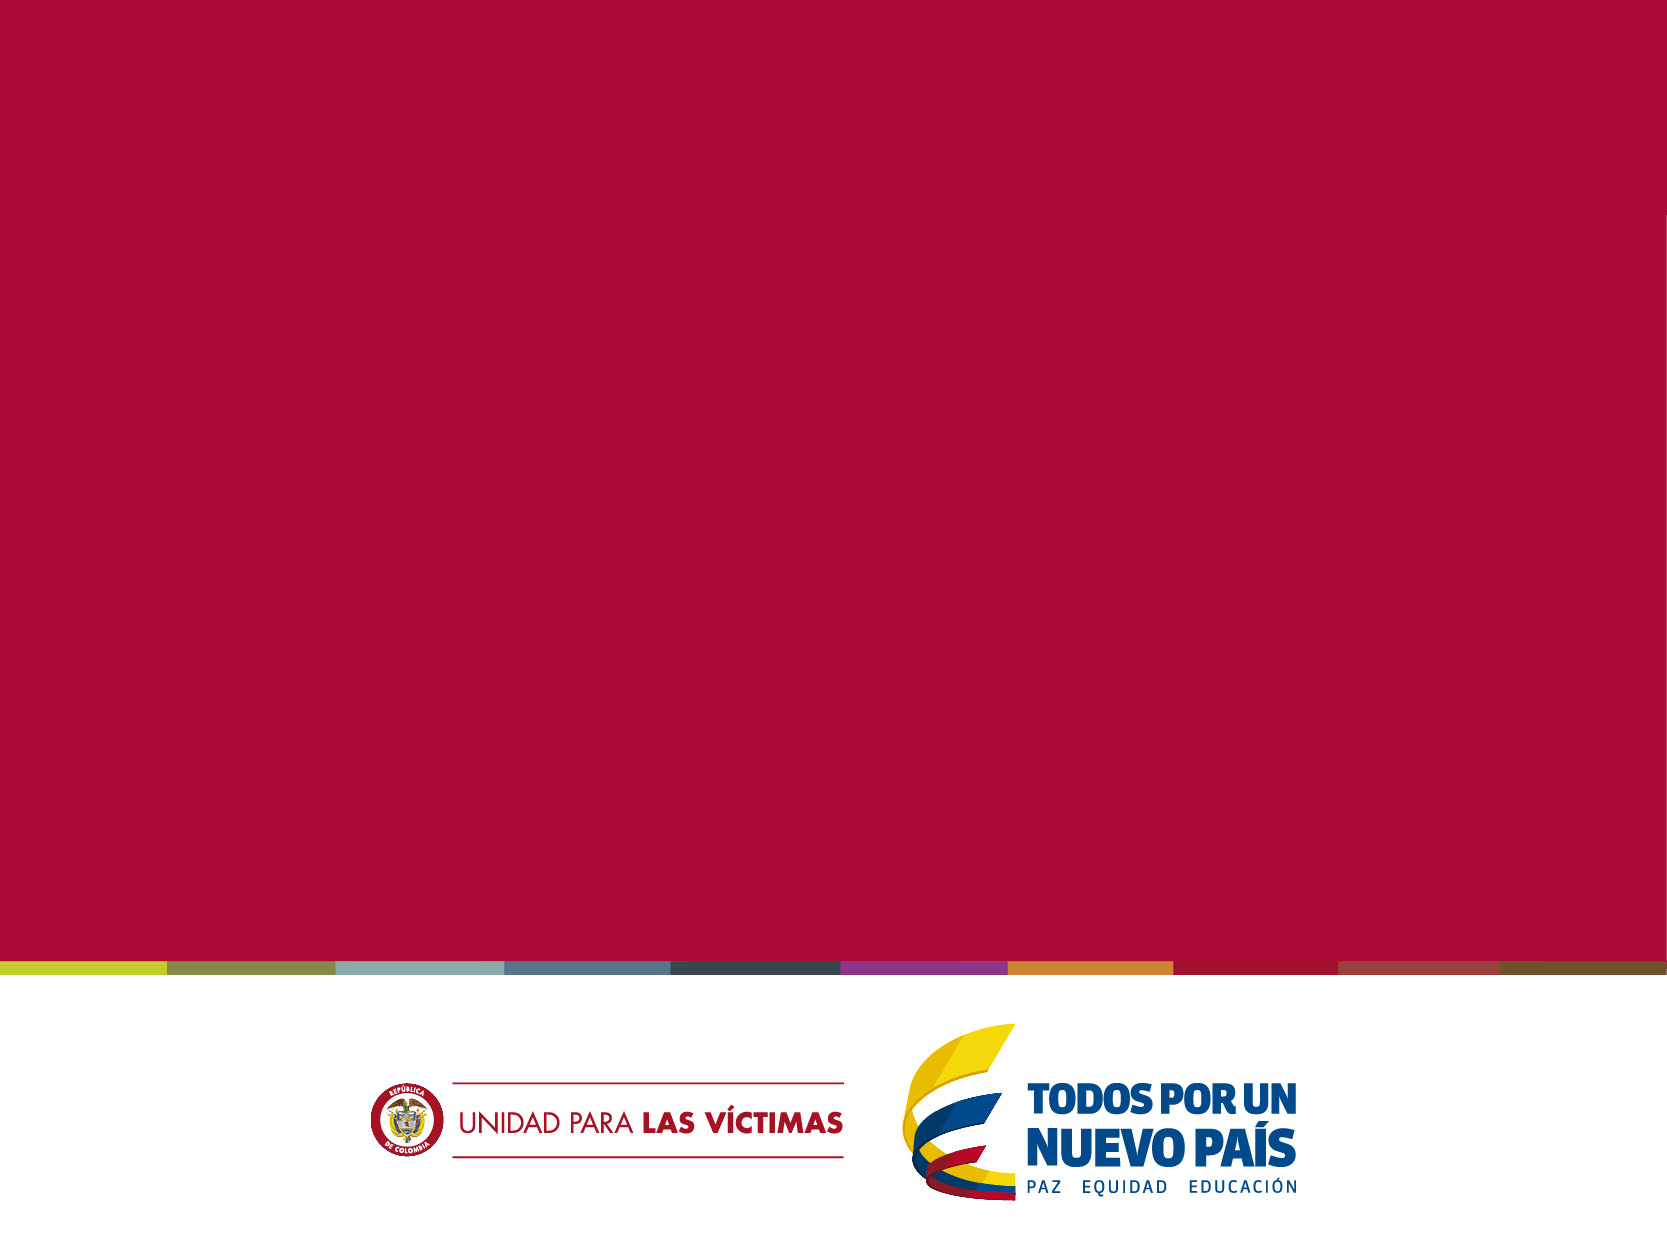 REPÚBLICA
DE COLOMBIA
UNIDAD PARA LAS VÍCTIMAS
TODOS POR UN
NUEVO PAÍS
PAZ EQUIDAD EDUCACIÓN